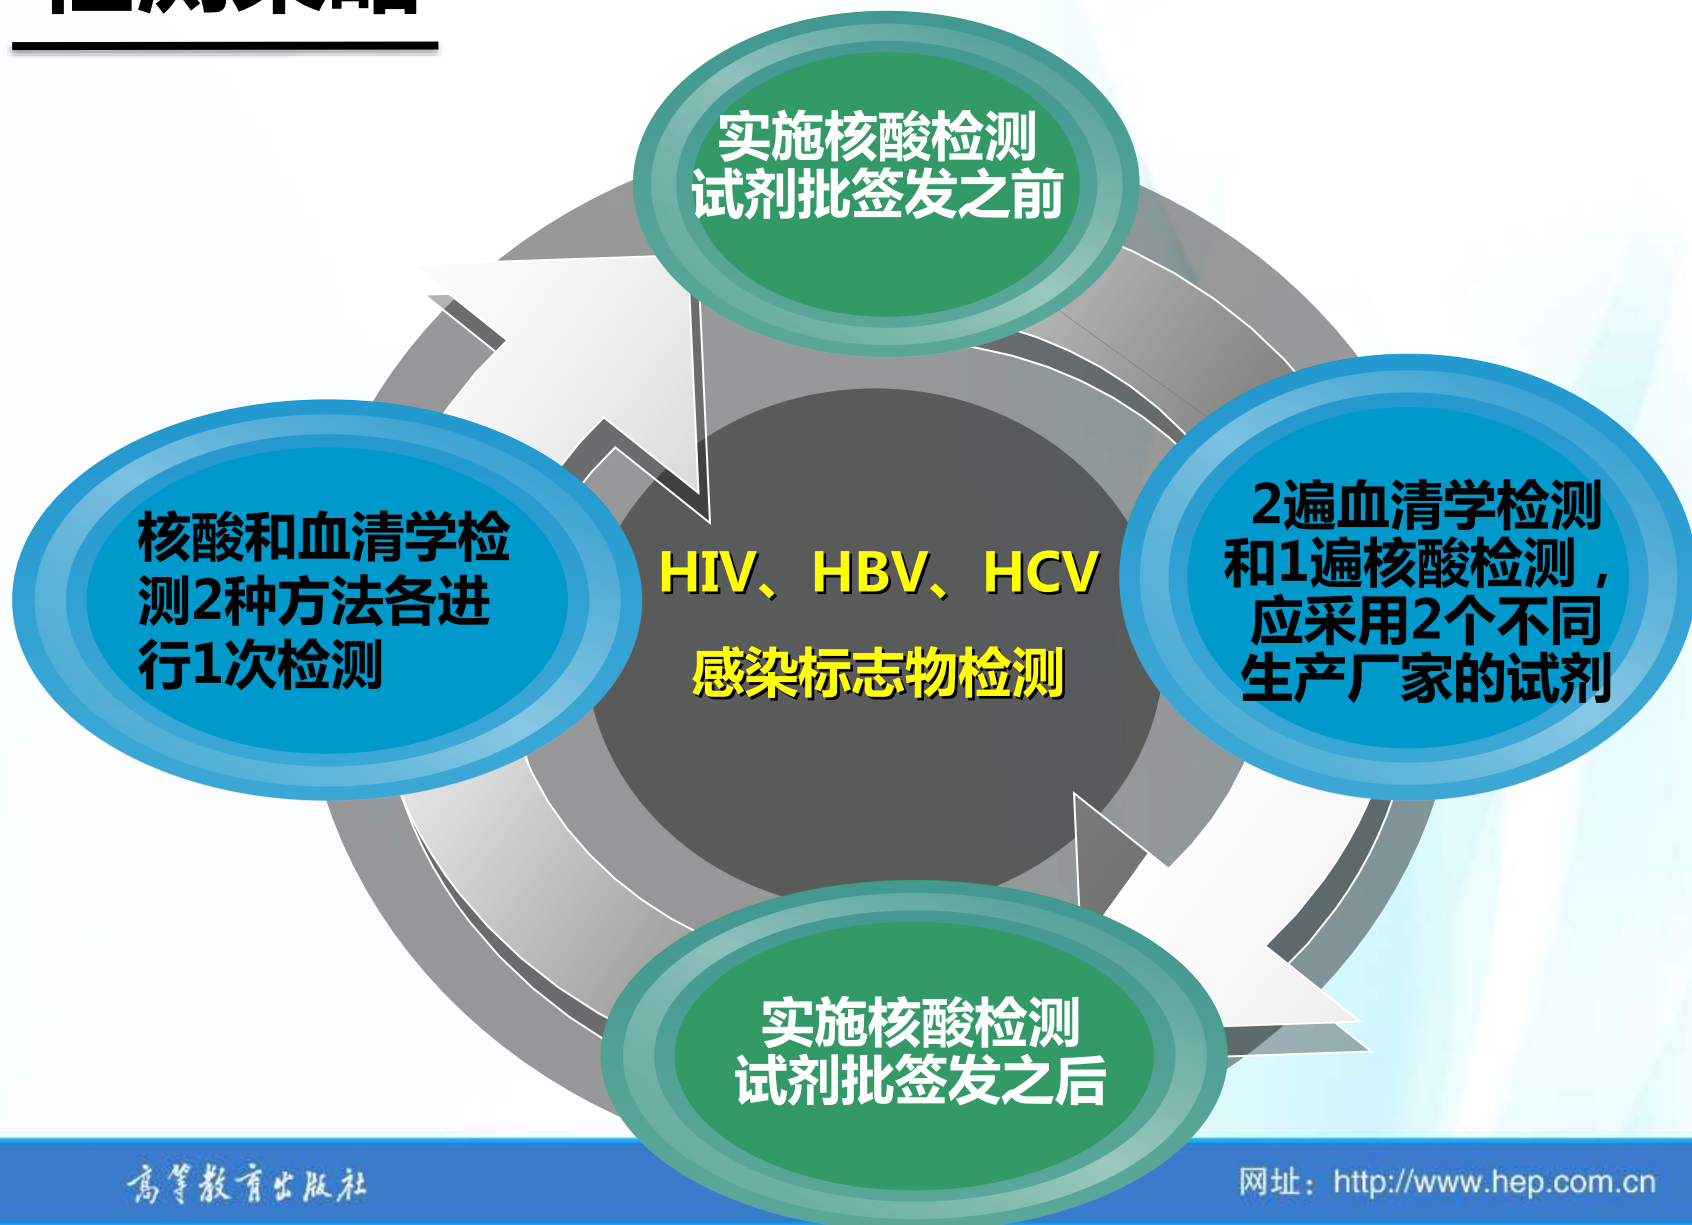 检测策略
实施核酸检测
试剂批签发之前
2遍血清学检测
和1遍核酸检测，
应采用2个不同
生产厂家的试剂
HIV、HBV、HCV
感染标志物检测
核酸和血清学检
测2种方法各进
行1次检测
实施核酸检测
试剂批签发之后
高等教育出版社
网址：http://www.hep.com.cn